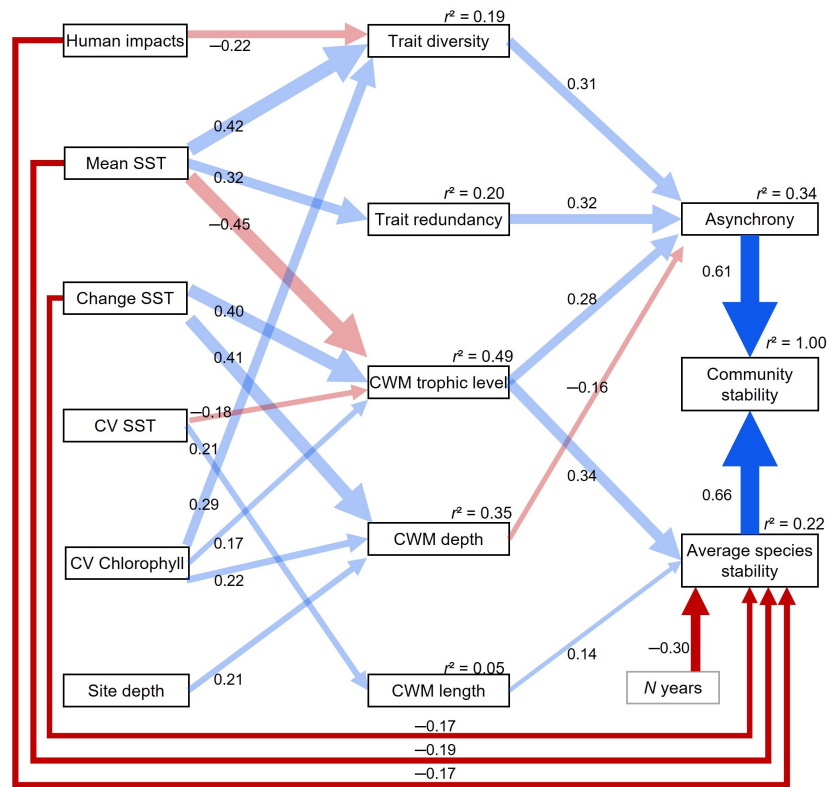 r² = 0.19
Human impacts
Trait diversity
−0.22
0.31
0.42
Mean SST
0.32
r² = 0.20
r² = 0.34
−0.45
Trait redundancy
0.32
Asynchrony
0.61
Change SST
0.40
0.28
r² = 1.00
0.41
r² = 0.49
CWM trophic level
−0.16
Community
stability
−0.18
CV SST
0.21
0.34
0.66
0.29
r² = 0.35
r² = 0.22
0.17
CWM depth
Average species
stability
CV Chlorophyll
0.22
−0.30
0.14
r² = 0.05
0.21
Site depth
CWM length
N years
−0.17
−0.19
−0.17